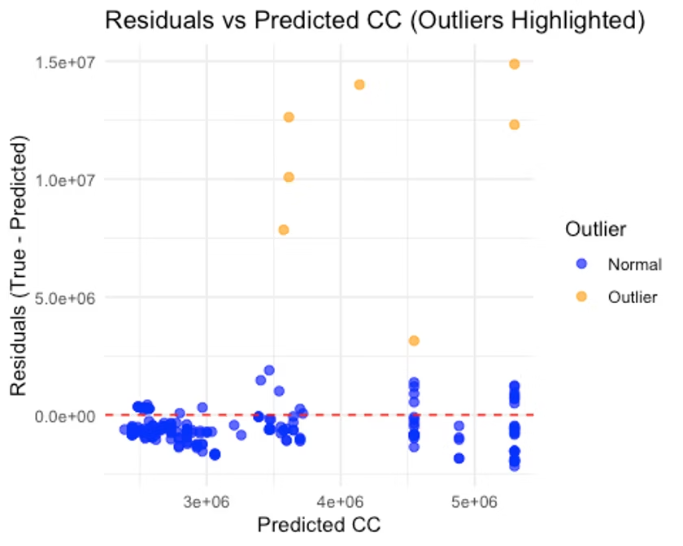 Residuals vs Predicted CC (Outliers Highlighted)
1.5e+07
1.0e+07
5.0e+06
0.0e+00
Residuals (True - Predicted)
3e+06 4e+06 5e+06
Predicted CC
Outlier
Normal
Outlier